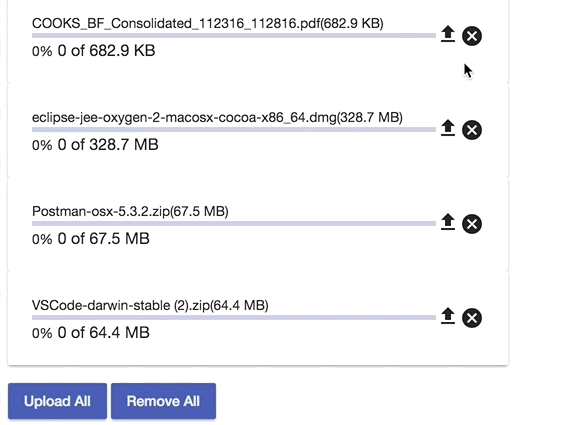 COOKS_BF_Consolidated_112316_112816.pdf(682.9 KB)
0% 0 of 682.9 KB
eclipse-jee-oxygen-2-macosx-cocoa-x86_64.dmg(328.7 MB)
0% 0 of 328.7 MB
Postman-osx-5.3.2.zip(67.5 MB)
0% 0 of 67.5 MB
VSCode-darwin-stable (2).zip(64.4 MB)
0% 0 of 64.4 MB
Upload All Remove All